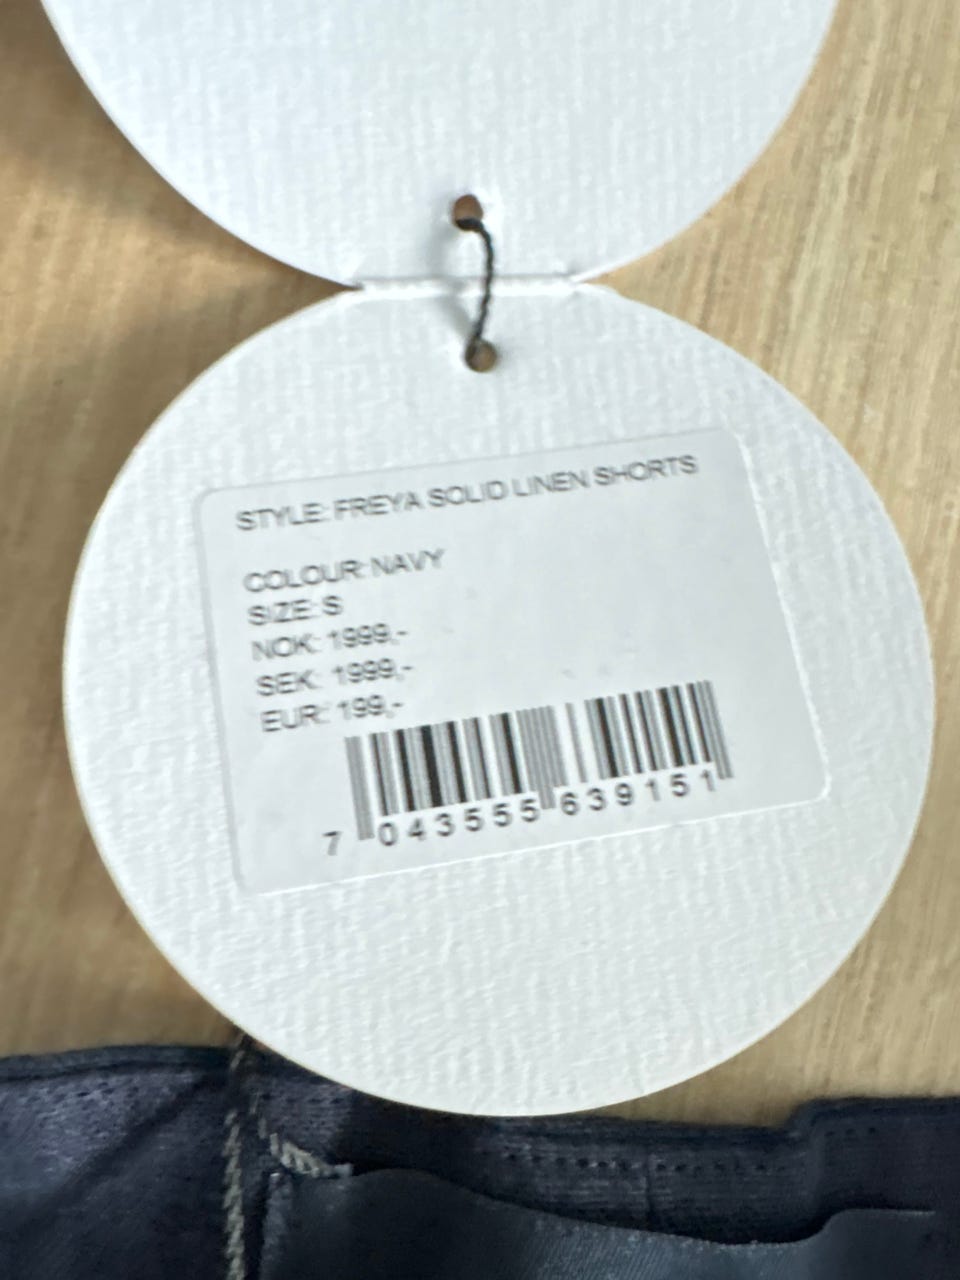 STYLE: FREYA SOLID LINEN SHORTS
COLOUR: NAVY
SIZE: S
NOK: 1999,-
SEK: 1999,-
EUR: 199,-
7 043555 639151